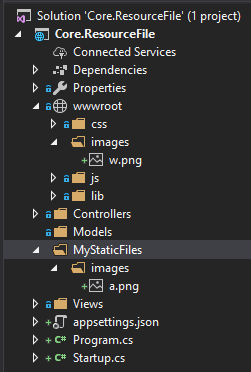 Solution 'Core.ResourceFile' (1 project)
Core.ResourceFile
Connected Services
Dependencies
Properties
wwwroot
css
images
w.png
js
lib
Controllers
Models
MyStaticFiles
images
a.png
Views
appsettings.json
C# Program.cs
C# Startup.cs